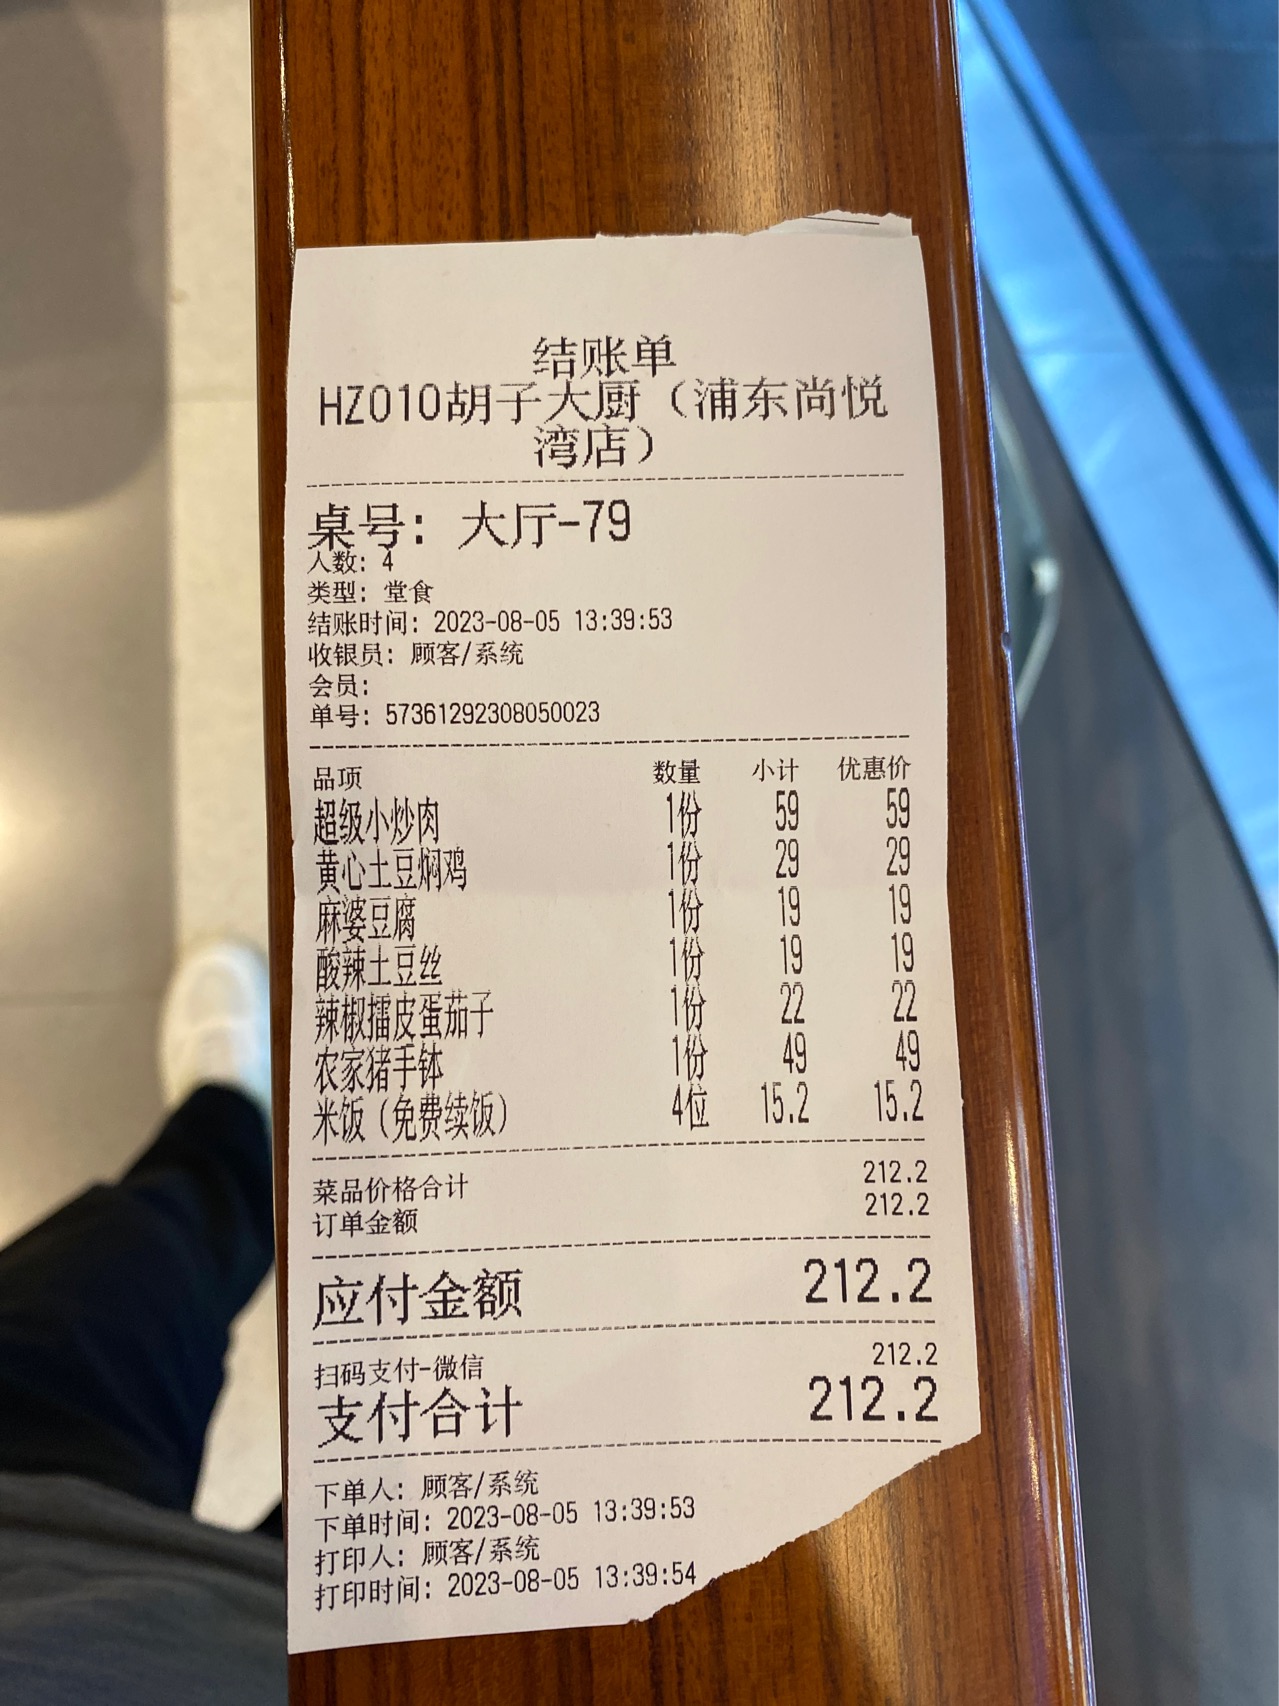 结账单
HZ010胡子大厨（浦东尚悦
湾店）
桌号：大厅-79
人数：4
类型：堂食
结账时间：2023-08-05 13:39:53
收银员：顾客/系统
会员：
单号：57361292308050023
品项 数量 小计 优惠价
超级小炒肉 1份 59 59
黄心土豆焖鸡 1份 29 29
麻婆豆腐 1份 19 19
酸辣土豆丝 1份 19 19
辣椒擂皮蛋茄子 1份 22 22
农家猪手钵 1份 49 49
米饭（免费续饭） 4位 15.2 15.2
菜品价格合计 212.2
订单金额 212.2
应付金额 212.2
扫码支付-微信 212.2
支付合计 212.2
下单人：顾客/系统
下单时间：2023-08-05 13:39:53
打印人：顾客/系统
打印时间：2023-08-05 13:39:54